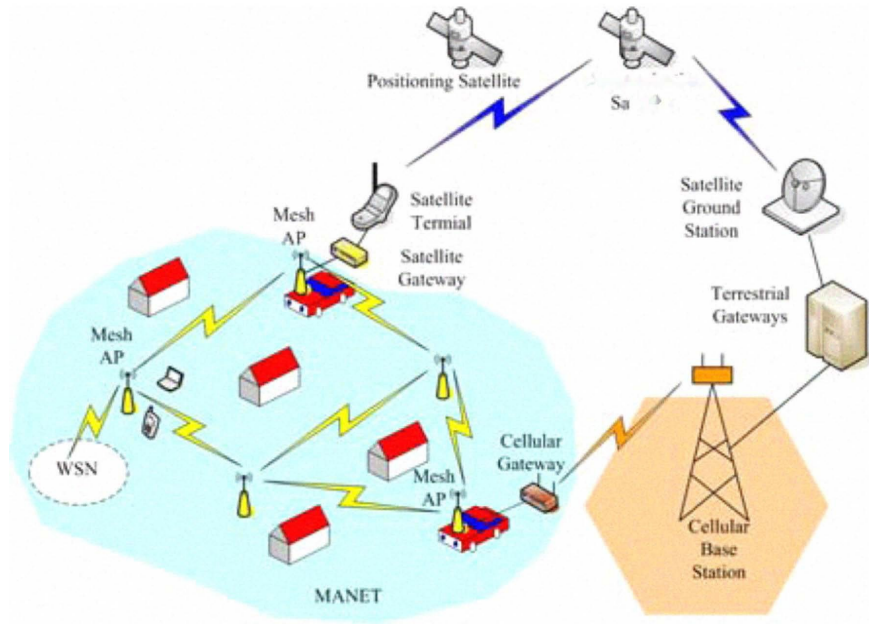 Positioning Satellite
Sa
Satellite
Termial
Mesh
AP
Satellite
Gateway
Satellite
Ground
Station
Terrestrial
Gateways
Mesh
AP
WSN
Cellular
Gateway
Mesh
AP
Cellular
Base
Station
MANET